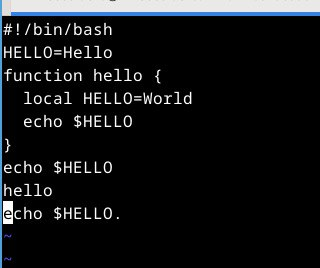 #!/bin/bash
HELLO=Hello
function hello {
  local HELLO=World
  echo $HELLO
}
echo $HELLO
hello
echo $HELLO.
~
~